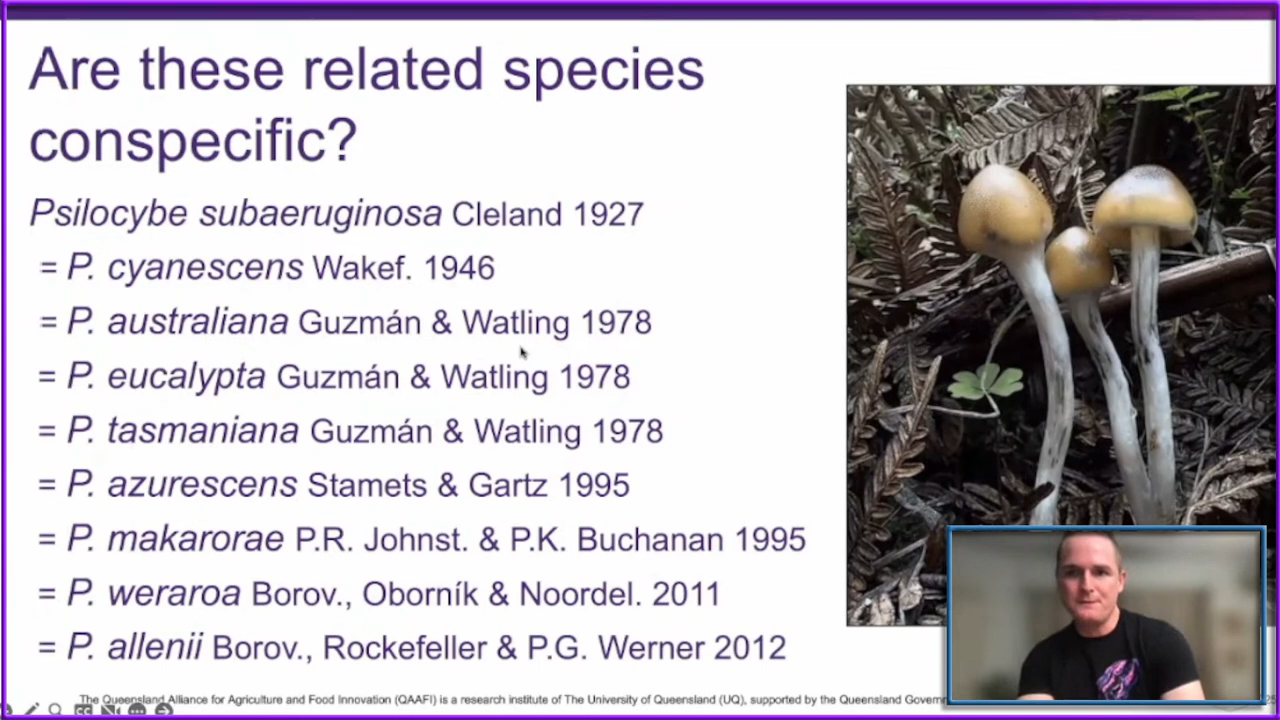 Are these related species
conspecific?
Psilocybe subaeruginosa Cleland 1927
= P. cyanescens Wakef. 1946
= P. australiana Guzmán & Watling 1978
= P. eucalypta Guzmán & Watling 1978
= P. tasmaniana Guzmán & Watling 1978
= P. azurescens Stamets & Gartz 1995
= P. makarorae P.R. Johnst. & P.K. Buchanan 1995
= P. weraroa Borov., Oborník & Noordel. 2011
= P. allenii Borov., Rockefeller & P.G. Werner 2012
The Queensland Alliance for Agriculture and Food Innovation (QAAFI) is a research institute of The University of Queensland (UQ), supported by the Queensland